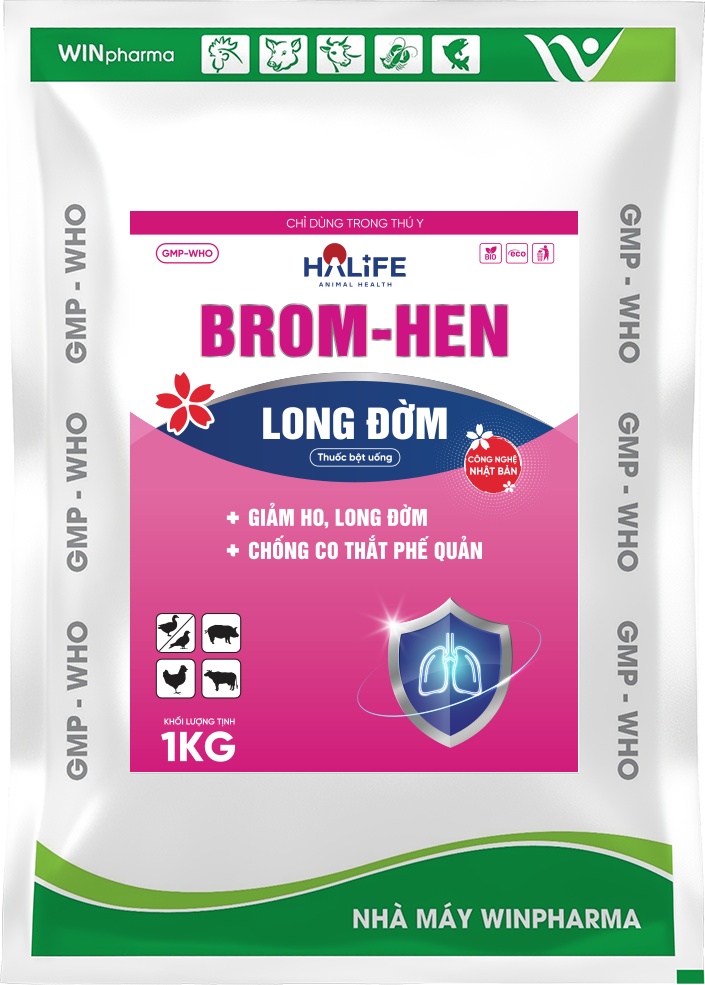 WINpharma
CHỈ DÙNG TRONG THÚ Y
GMP-WHO
BIO
eco
HALiFE
ANIMAL HEALTH
BROM-HEN
LONG ĐỜM
Thuốc bột uống
CÔNG NGHỆ
NHẬT BẢN
+ GIẢM HO, LONG ĐỜM
+ CHỐNG CO THẮT PHẾ QUẢN
KHỐI LƯỢNG TỊNH
1KG
GMP - WHO
GMP - WHO
GMP - WHO
GMP - WHO
GMP - WHO
GMP - WHO
NHÀ MÁY WINPHARMA